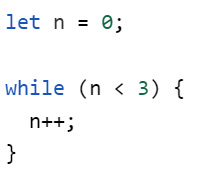 let n = 0;

while (n < 3) {
  n++;
}